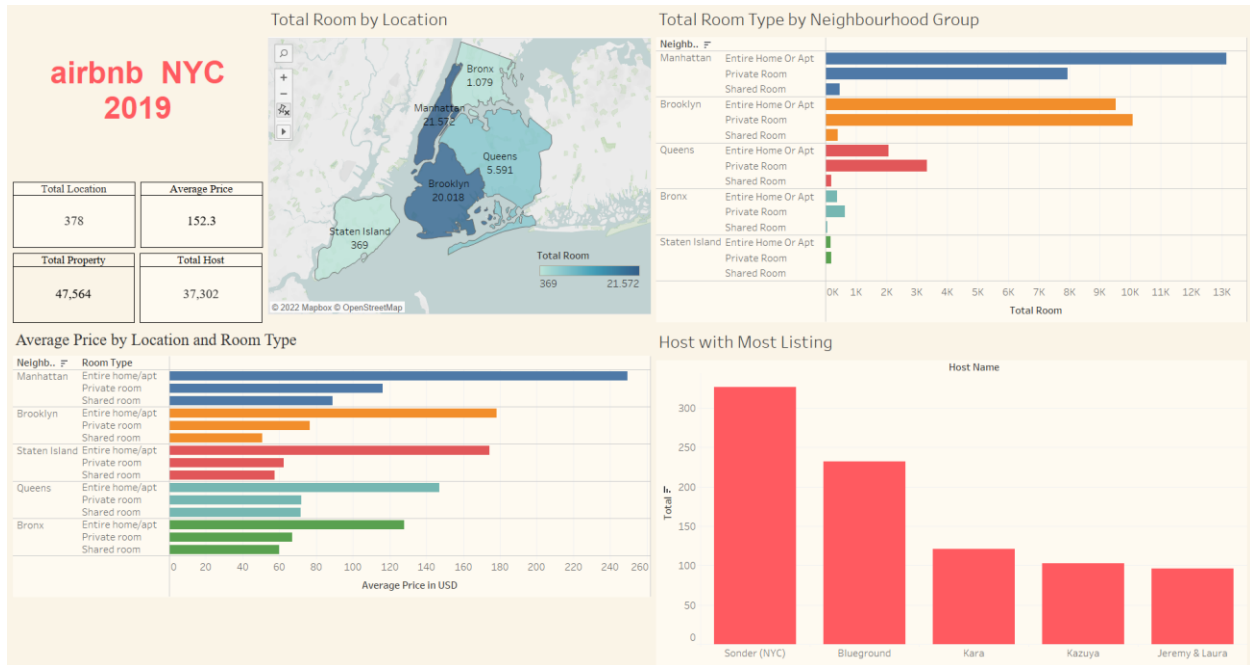 airbnb NYC
2019
Total Location
378
Average Price
152.3
Total Property
47,564
Total Host
37,302
Total Room by Location
Bronx
1.079
Manhattan
21.572
Queens
5.591
Brooklyn
20.018
Staten Island
369
Total Room
369 21.572
© 2022 Mapbox © OpenStreetMap
Total Room Type by Neighbourhood Group
Neighb..
Manhattan Entire Home Or Apt
Private Room
Shared Room
Brooklyn Entire Home Or Apt
Private Room
Shared Room
Queens Entire Home Or Apt
Private Room
Shared Room
Bronx Entire Home Or Apt
Private Room
Shared Room
Staten Island Entire Home Or Apt
Private Room
Shared Room
0K 1K 2K 3K 4K 5K 6K 7K 8K 9K 10K 11K 12K 13K
Total Room
Average Price by Location and Room Type
Neighb.. Room Type
Manhattan Entire home/apt
Private room
Shared room
Brooklyn Entire home/apt
Private room
Shared room
Staten Island Entire home/apt
Private room
Shared room
Queens Entire home/apt
Private room
Shared room
Bronx Entire home/apt
Private room
Shared room
0 20 40 60 80 100 120 140 160 180 200 220 240 260
Average Price in USD
Host with Most Listing
Host Name
Total
300
250
200
150
100
50
0
Sonder (NYC) Blueground Kara Kazuya Jeremy & Laura